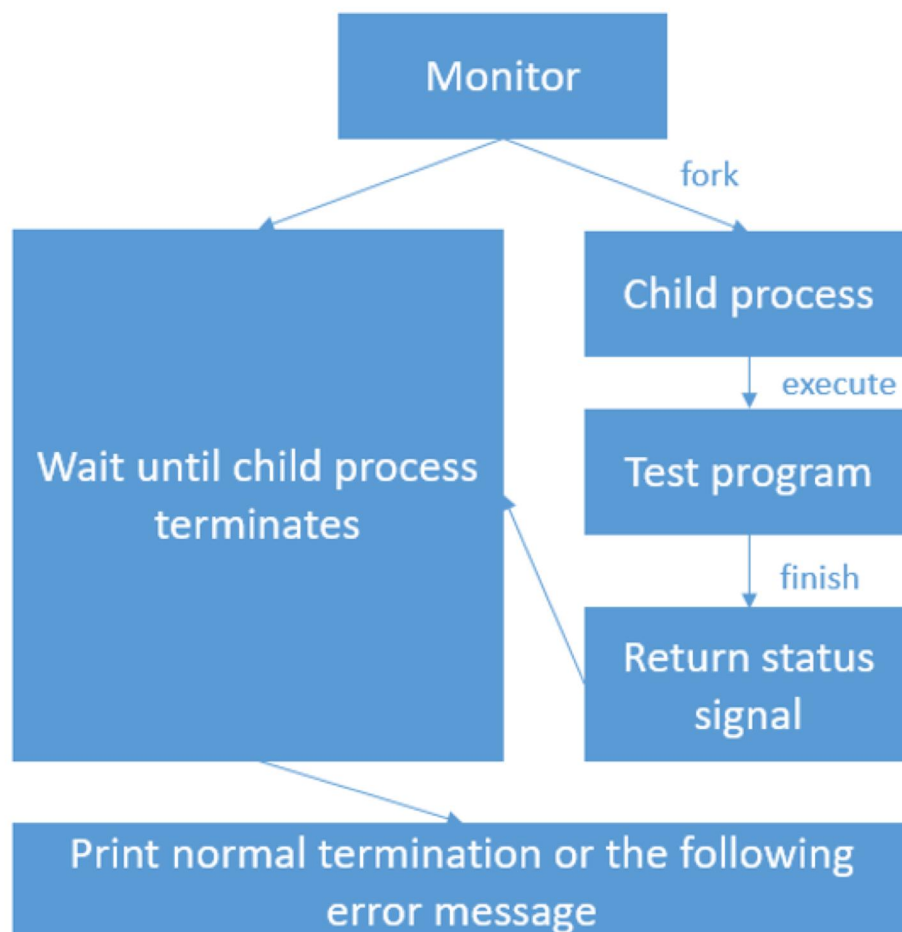 Monitor
fork
Child process
execute
Wait until child process
terminates
Test program
finish
Return status
signal
Print normal termination or the following
error message